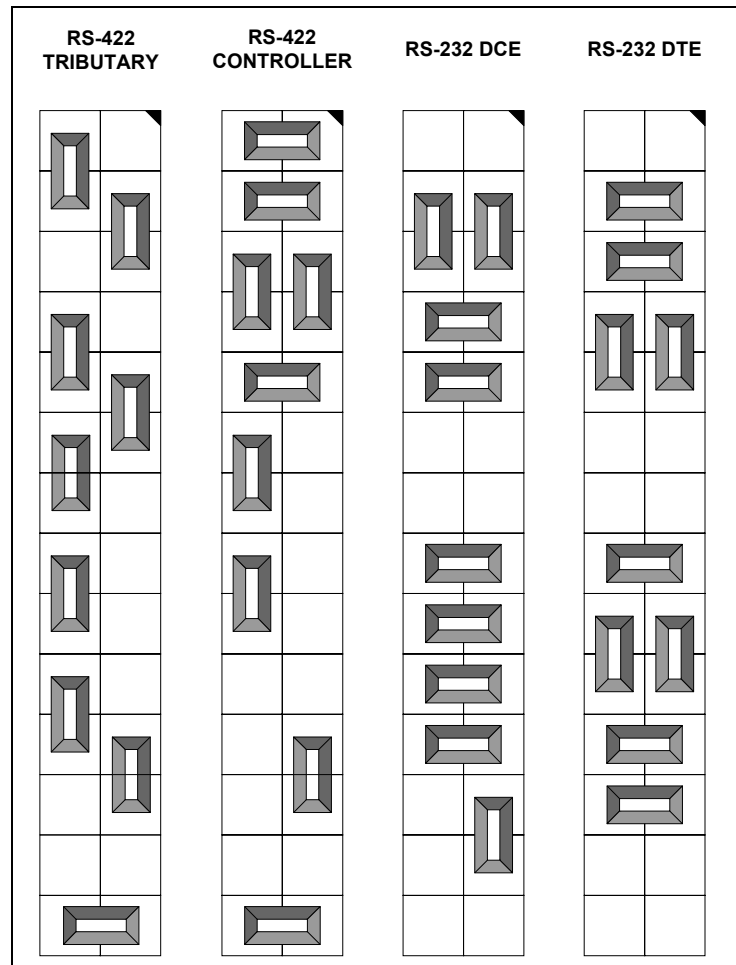 RS-422
TRIBUTARY
RS-422
CONTROLLER
RS-232 DCE
RS-232 DTE